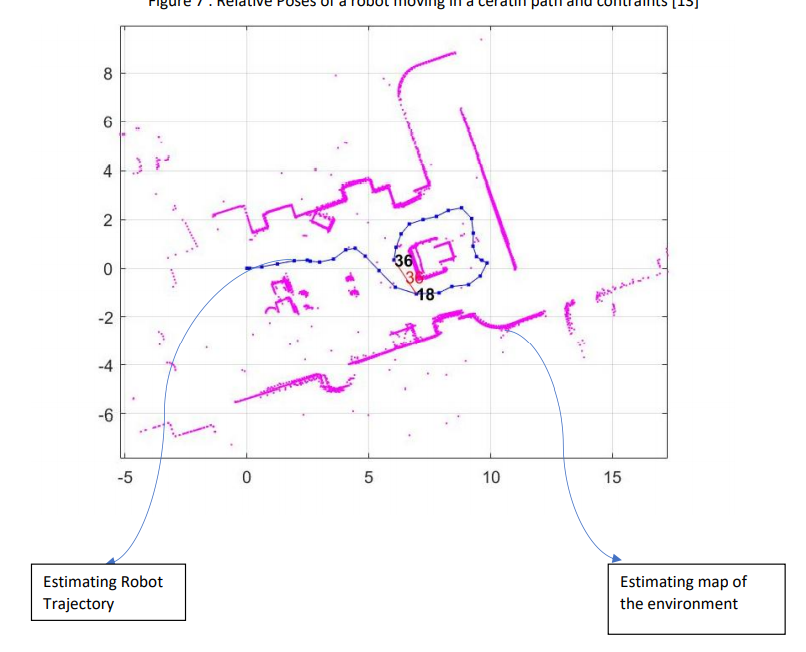 Figure 7 : Relative Poses of a robot moving in a ceratin path and contraints [13]
8
6
4
2
0
-2
-4
-6
36
18
-5 0 5 10 15
Estimating Robot
Trajectory
Estimating map of
the environment